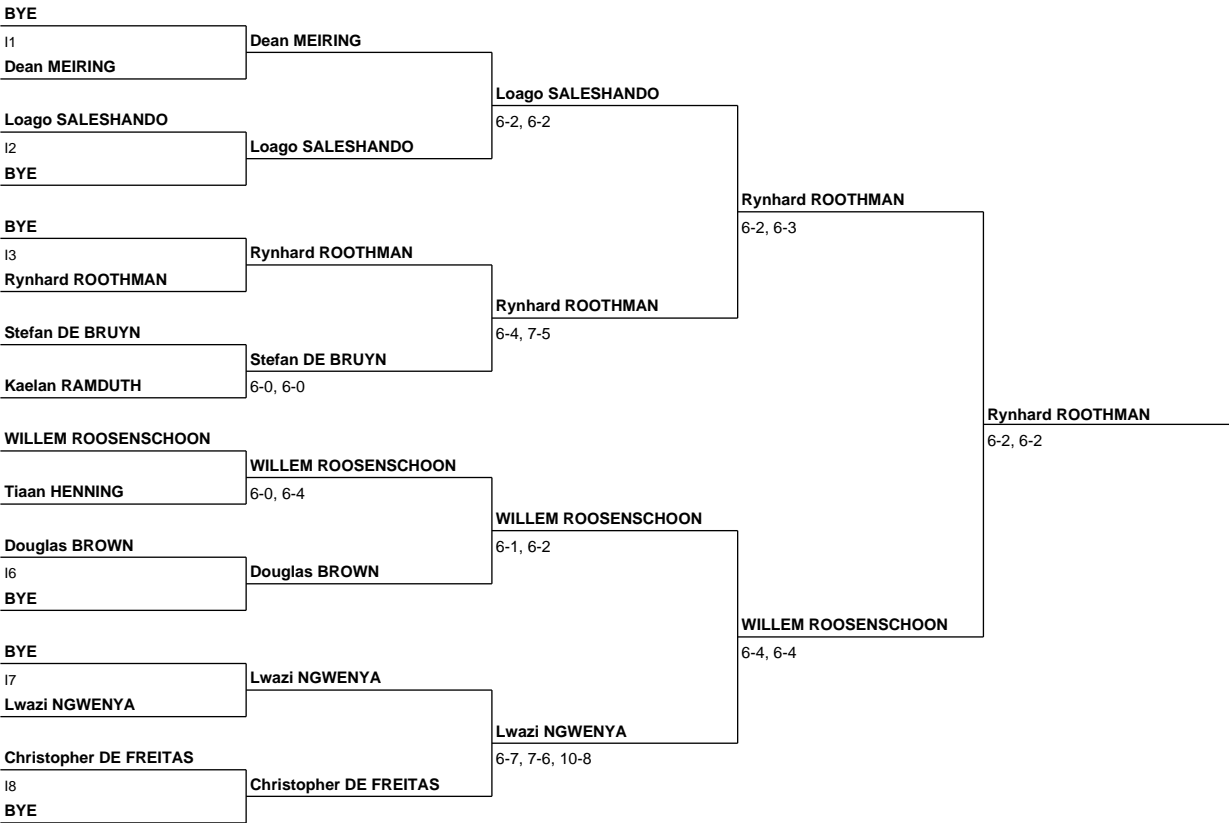 BYE
I1
Dean MEIRING
Dean MEIRING
Loago SALESHANDO
6-2, 6-2
Loago SALESHANDO
I2
BYE
Loago SALESHANDO
Rynhard ROOTHMAN
6-2, 6-3
BYE
I3
Rynhard ROOTHMAN
Rynhard ROOTHMAN
Rynhard ROOTHMAN
6-4, 7-5
Stefan DE BRUYN
Kaelan RAMDUTH
Stefan DE BRUYN
6-0, 6-0
Rynhard ROOTHMAN
6-2, 6-2
WILLEM ROOSENSCHOON
Tiaan HENNING
WILLEM ROOSENSCHOON
6-0, 6-4
WILLEM ROOSENSCHOON
6-1, 6-2
Douglas BROWN
I6
BYE
Douglas BROWN
WILLEM ROOSENSCHOON
6-4, 6-4
BYE
I7
Lwazi NGWENYA
Lwazi NGWENYA
Lwazi NGWENYA
6-7, 7-6, 10-8
Christopher DE FREITAS
I8
BYE
Christopher DE FREITAS